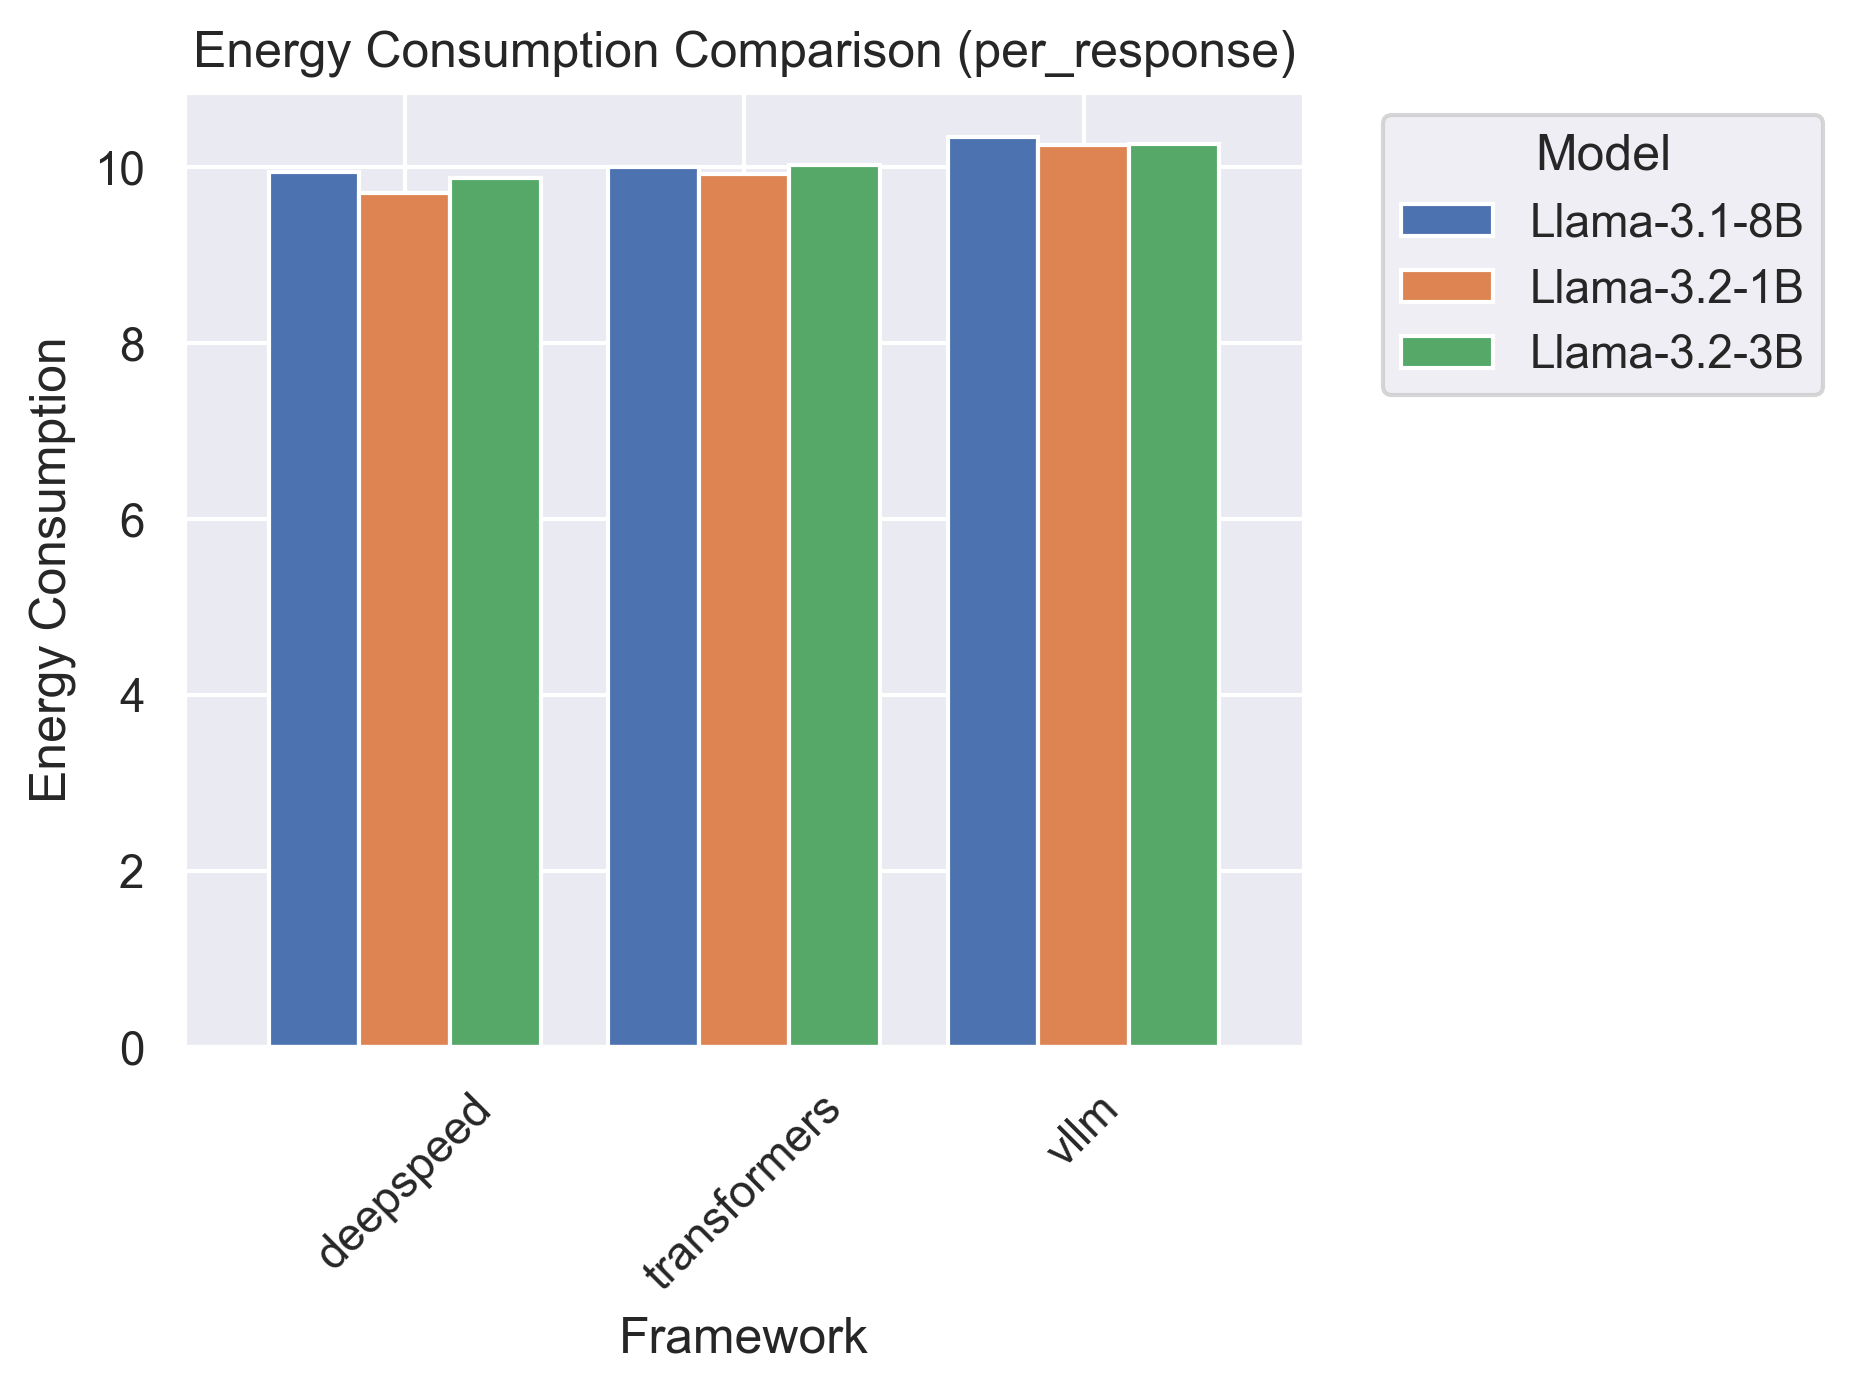 Energy Consumption Comparison (per_response)
Model
Llama-3.1-8B
Llama-3.2-1B
Llama-3.2-3B
Energy Consumption
10
8
6
4
2
0
deepspeed
transformers
vllm
Framework